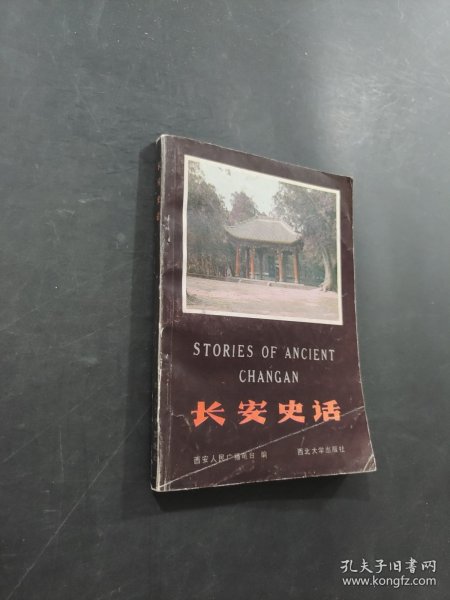 STORIES OF ANCIENT
CHANGAN
长安史话
西安人民广播电台 编 西北大学出版社
孔夫子旧书网
www.kongfz.com